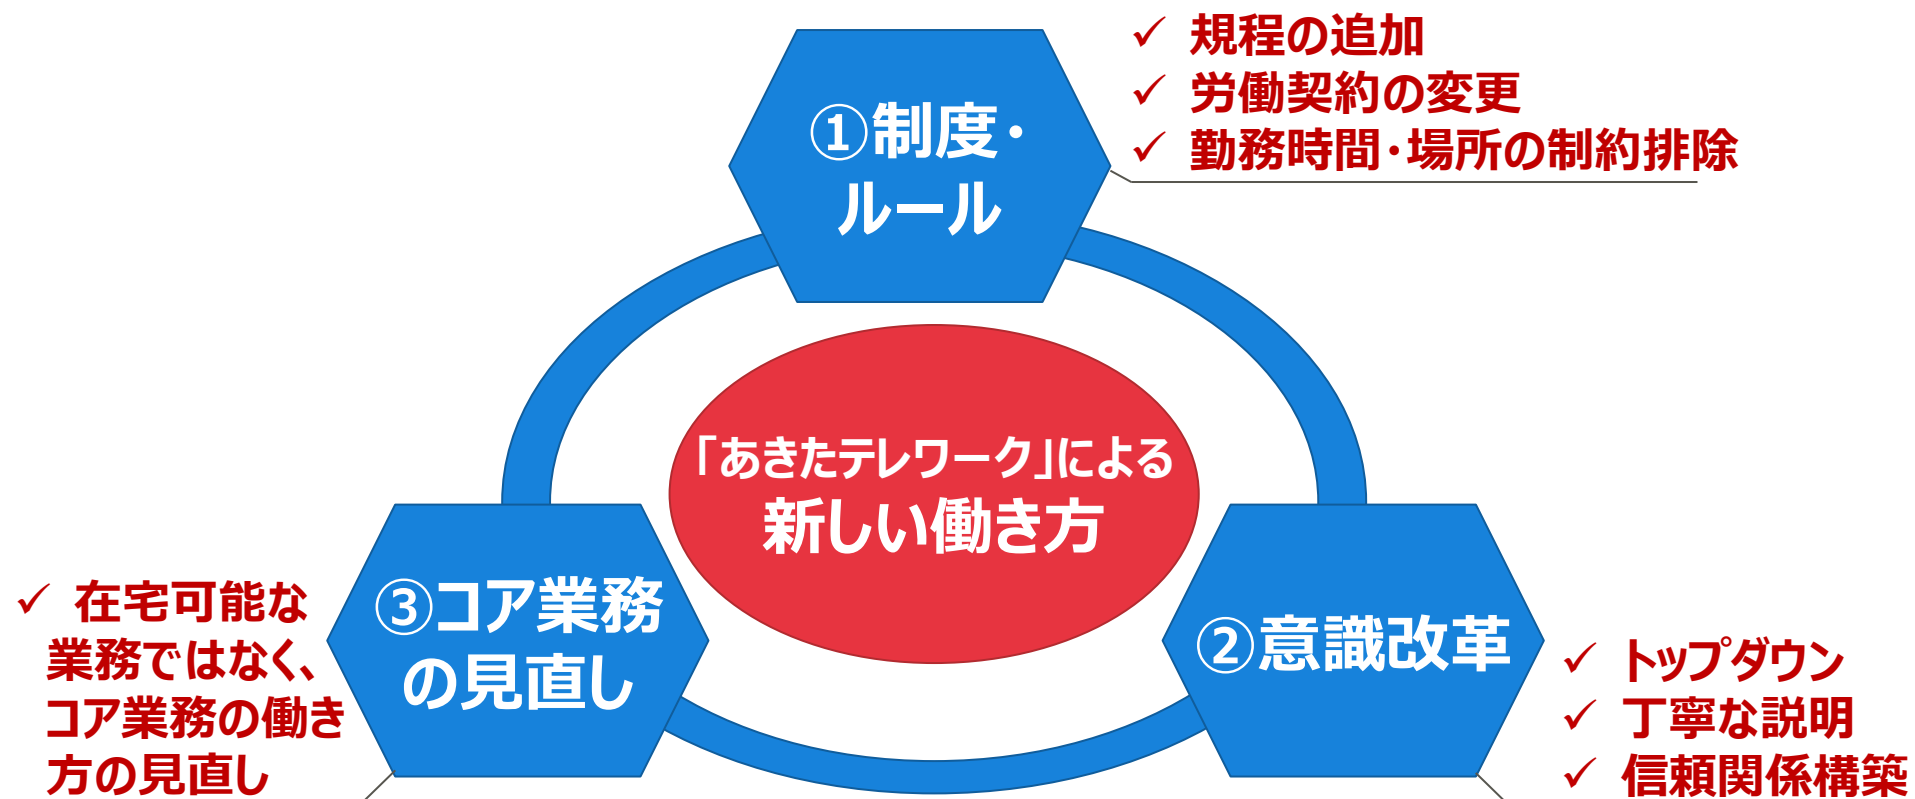 ✓ 規程の追加
✓ 労働契約の変更
✓ 勤務時間・場所の制約排除
①制度・
ルール
「あきたテレワーク」による
新しい働き方
③コア業務
の見直し
✓ 在宅可能な
業務ではなく、
コア業務の働き
方の見直し
②意識改革
✓ トップダウン
✓ 丁寧な説明
✓ 信頼関係構築